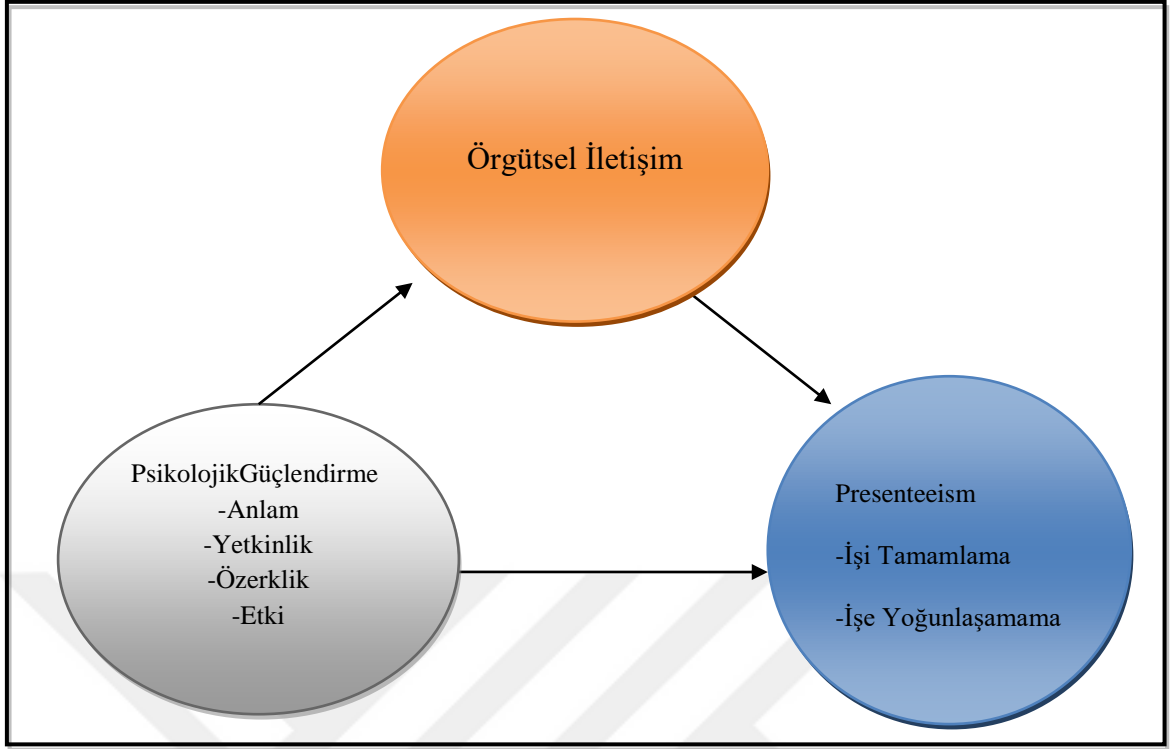 Örgütsel İletişim
PsikolojikGüçlendirme
-Anlam
-Yetkinlik
-Özerklik
-Etki
Presenteeism
-İşi Tamamlama
-İşe Yoğunlaşamama